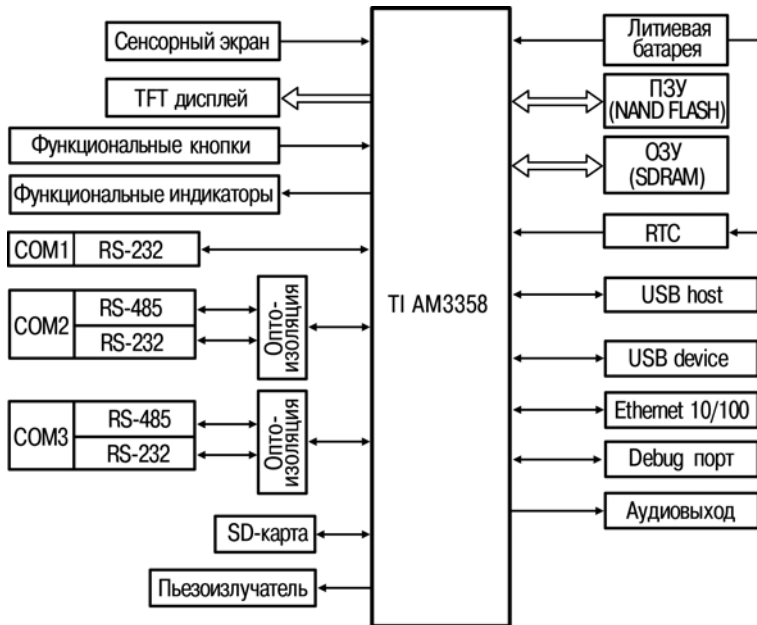 Сенсорный экран
TFT дисплей
Функциональные кнопки
Функциональные индикаторы
COM1 RS-232
COM2
RS-485
RS-232
Опто-
изоляция
COM3
RS-485
RS-232
Опто-
изоляция
SD-карта
Пьезоизлучатель
TI AM3358
Литиевая
батарея
ПЗУ
(NAND FLASH)
ОЗУ
(SDRAM)
RTC
USB host
USB device
Ethernet 10/100
Debug порт
Аудиовыход